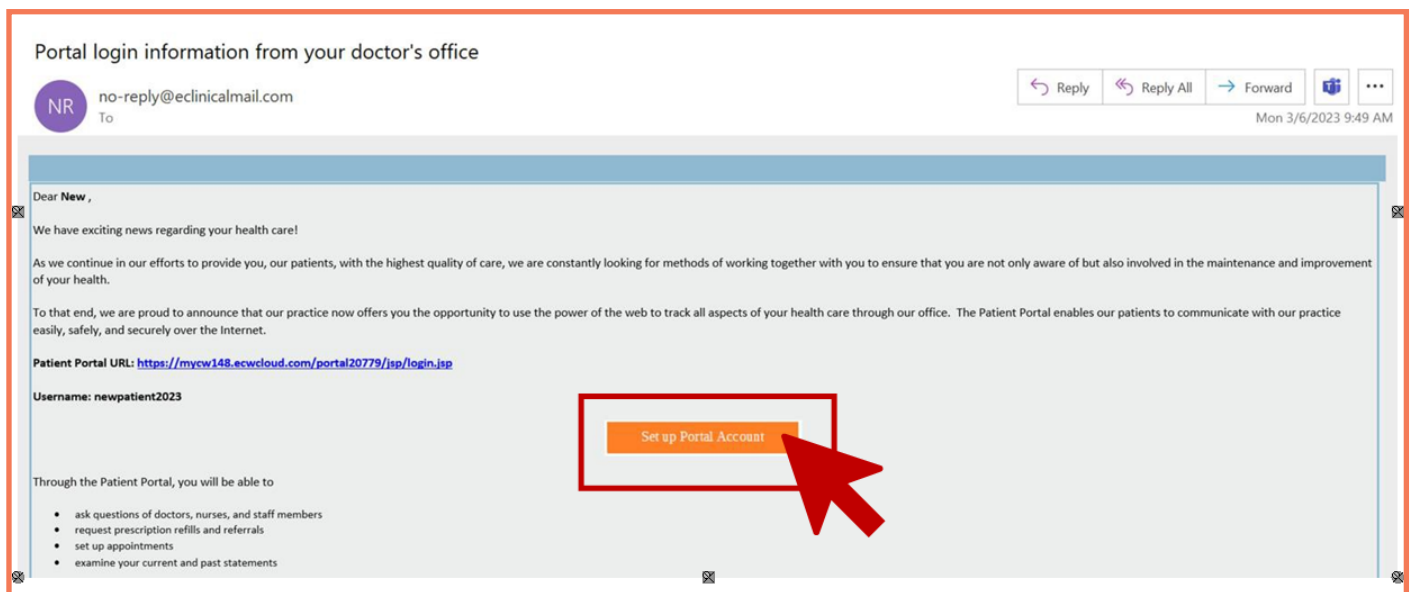 Portal login information from your doctor's office
NR
no-reply@eclinicalmail.com
To
Reply
Reply All
Forward
Mon 3/6/2023 9:49 AM
Dear New ,
We have exciting news regarding your health care!
As we continue in our efforts to provide you, our patients, with the highest quality of care, we are constantly looking for methods of working together with you to ensure that you are not only aware of but also involved in the maintenance and improvement
of your health.
To that end, we are proud to announce that our practice now offers you the opportunity to use the power of the web to track all aspects of your health care through our office.  The Patient Portal enables our patients to communicate with our practice
easily, safely, and securely over the Internet.
Patient Portal URL: https://mycw148.ecwcloud.com/portal20779/jsp/login.jsp
Username: newpatient2023
Set up Portal Account
Through the Patient Portal, you will be able to
• ask questions of doctors, nurses, and staff members
• request prescription refills and referrals
• set up appointments
• examine your current and past statements